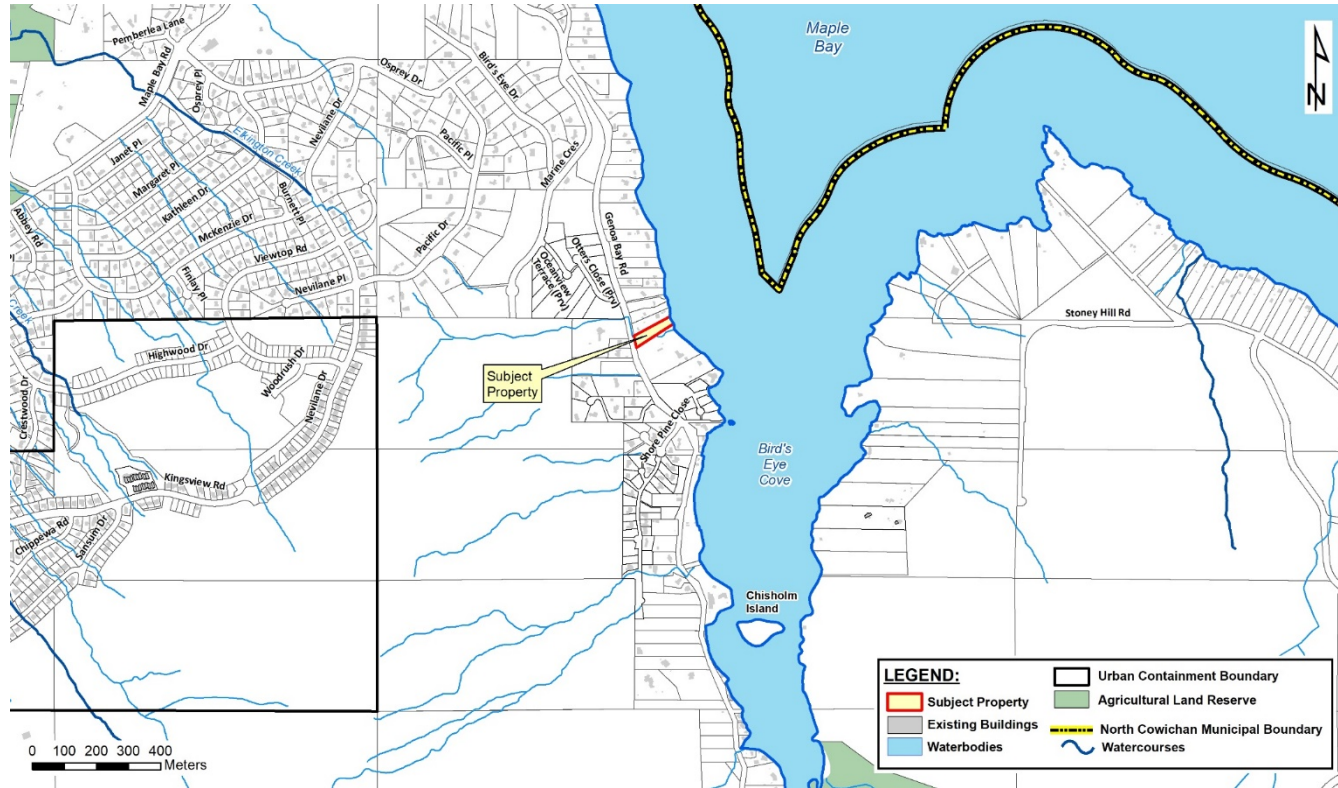 Pemberlea Lane
Maple Bay Rd
Osprey Pl
Osprey Dr
Bird's Eye Dr
Maple
Bay
N
Nevilane Dr
Pacific Pl
Elkington Creek
Janet Pl
Margaret Pl
Kathleen Dr
Burnett Pl
Marine Cres
McKenzie Dr
Abbey Rd
Pl
Viewtop Rd
Pacific Dr
Genoa Bay Rd
Finlay Pl
Nevilane Pl
Oceanview
Terrace (Prv)
Otters Close (Prv)
Creek
Stoney Hill Rd
Highwood Dr
Woodrush Dr
Subject
Property
Crestwood Dr
Nevilane Dr
Shore Pine Close
Bird's
Eye
Cove
Kingsview Rd
Chippewa Rd
Sansum Dr
Chisholm
Island
LEGEND:
Subject Property
Existing Buildings
Waterbodies
Urban Containment Boundary
Agricultural Land Reserve
North Cowichan Municipal Boundary
Watercourses
0 100 200 300 400
Meters